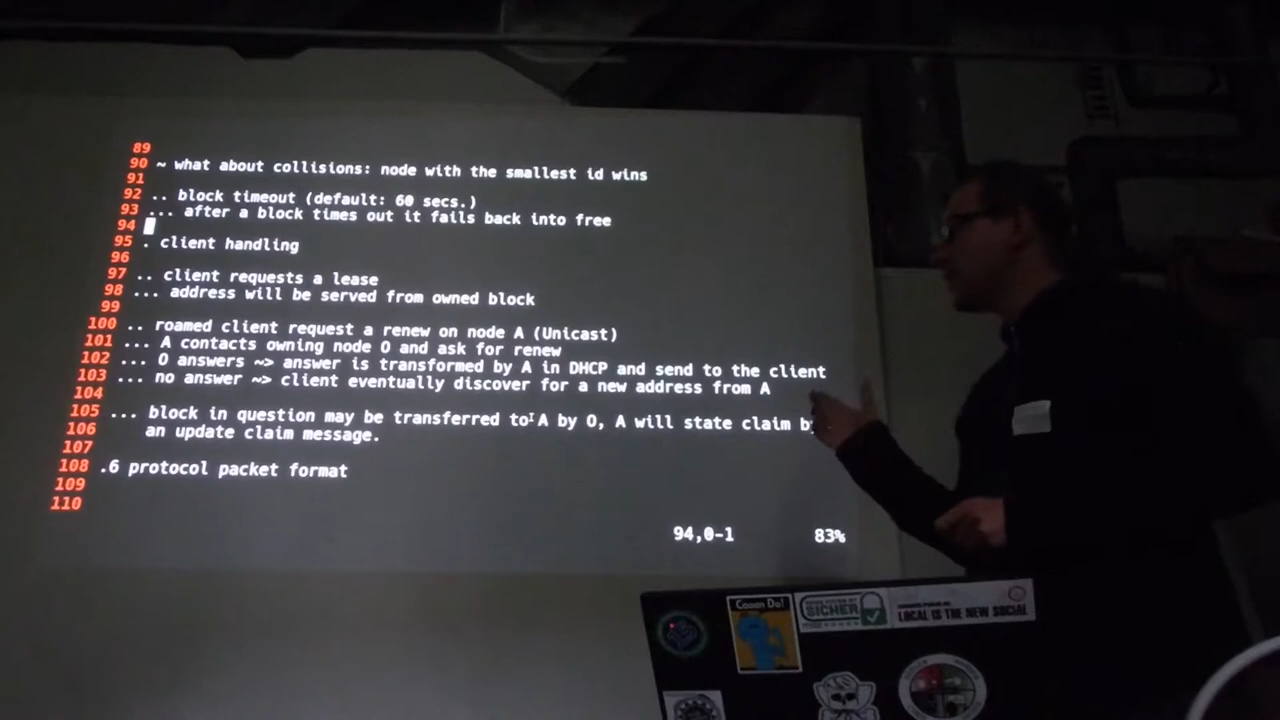 89
90 ~ what about collisions: node with the smallest id wins
91
92 .. block timeout (default: 60 secs.)
93 ... after a block times out it fails back into free
94
95 . client handling
96
97 .. client requests a lease
98 ... address will be served from owned block
99
100 .. roamed client request a renew on node A (Unicast)
101 ... A contacts owning node O and ask for renew
102 ... O answers ~> answer is transformed by A in DHCP and send to the client
103 ... no answer ~> client eventually discover for a new address from A
104
105 ... block in question may be transferred to A by O, A will state claim
106 an update claim message.
107
108 .6 protocol packet format
109
110
94,0-1 83%
Caaan Do!
SICHER
LOCAL IS THE NEW SOCIAL